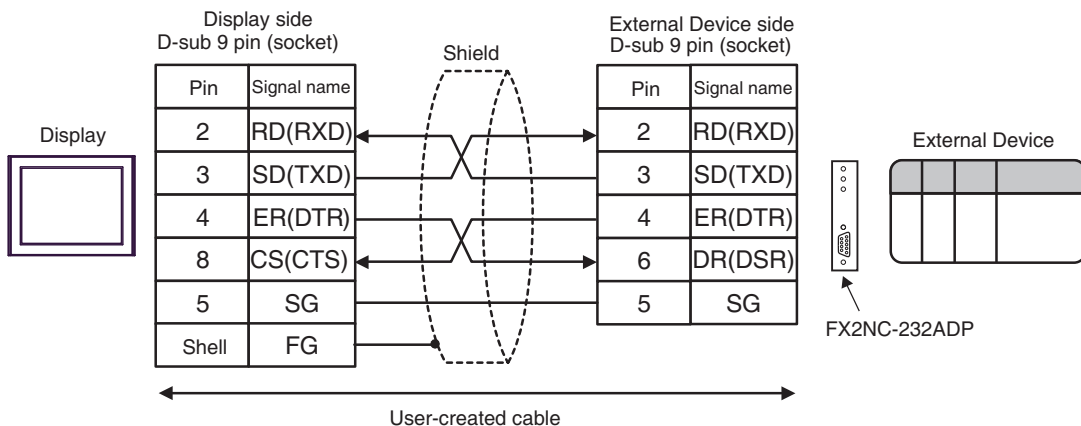 Display side
D-sub 9 pin (socket)
Shield
External Device side
D-sub 9 pin (socket)
Pin Signal name
Pin Signal name
Display
2 RD(RXD)
3 SD(TXD)
4 ER(DTR)
8 CS(CTS)
5 SG
Shell FG
2 RD(RXD)
3 SD(TXD)
4 ER(DTR)
6 DR(DSR)
5 SG
External Device
FX2NC-232ADP
User-created cable